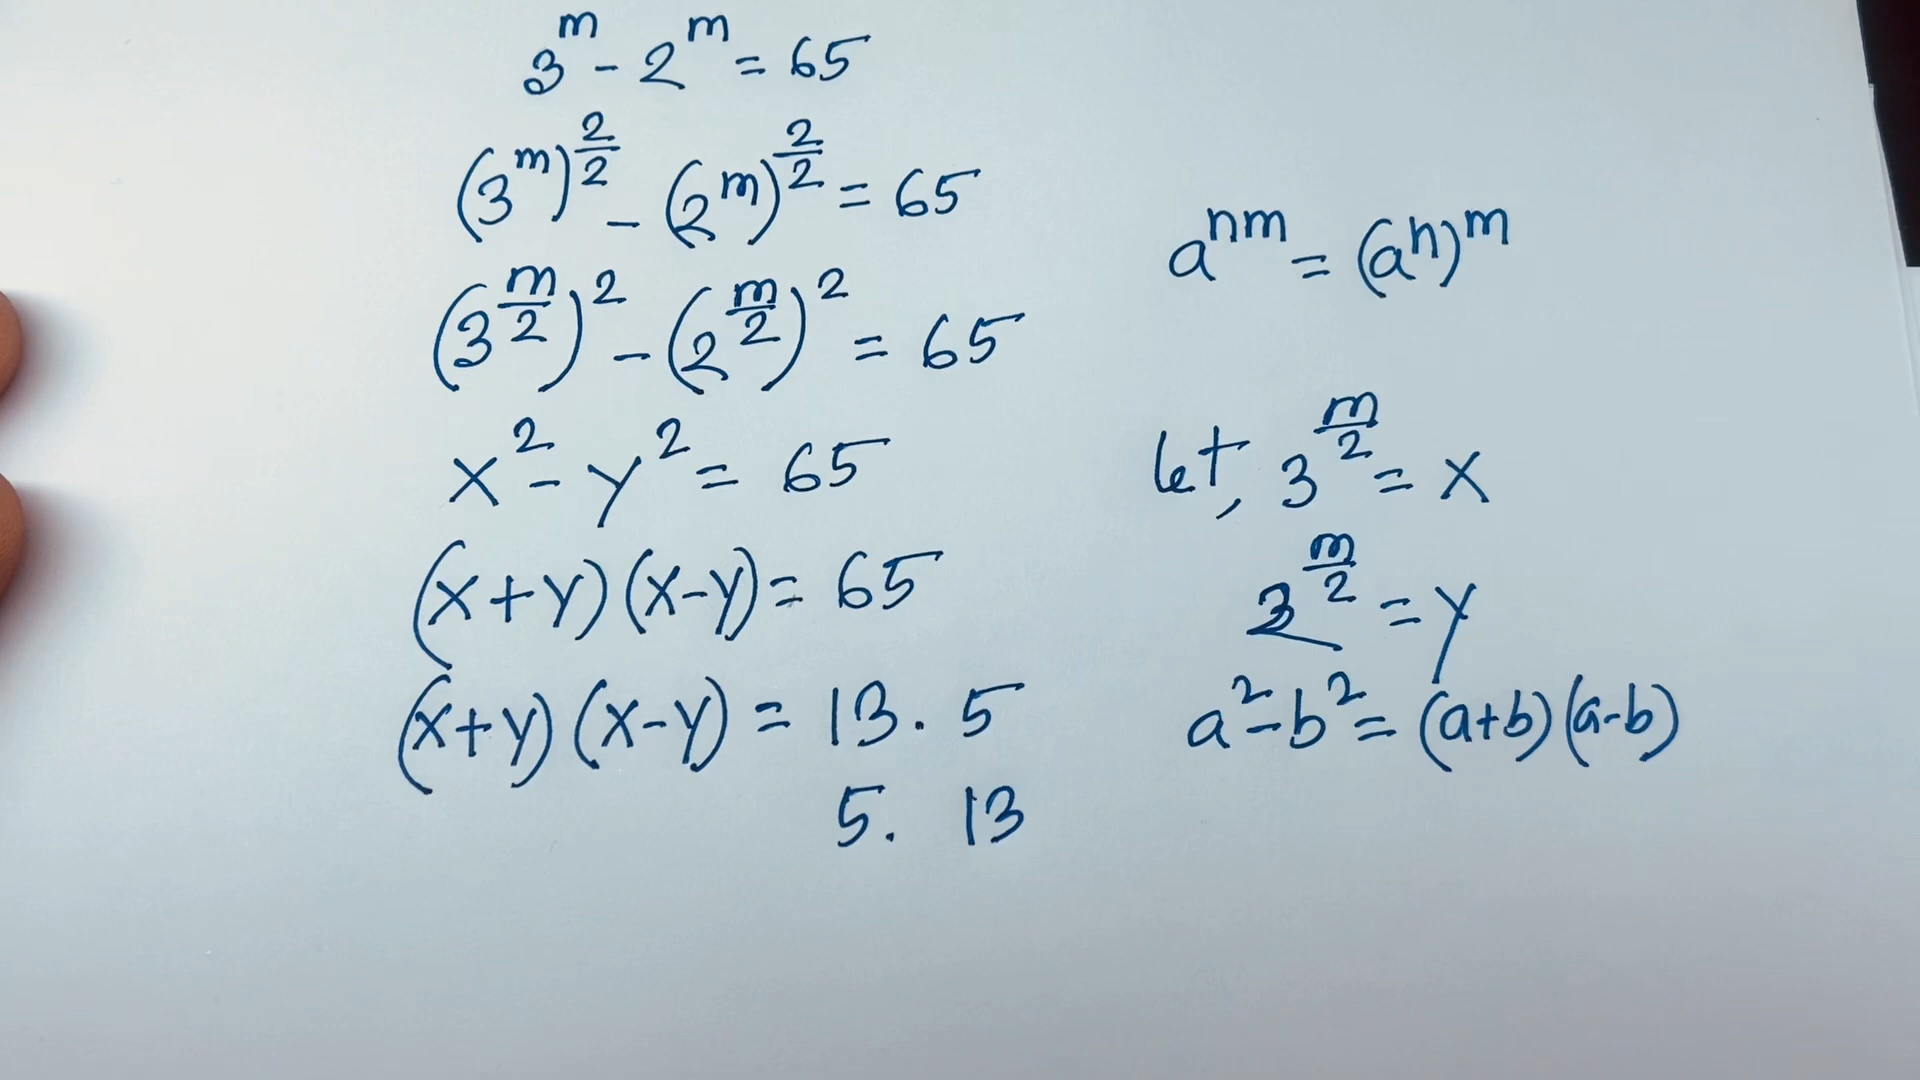 3^m - 2^m = 65
(3^m)^(2/2) - (2^m)^(2/2) = 65
(3^(m/2))^2 - (2^(m/2))^2 = 65
x^2 - y^2 = 65
(x+y)(x-y) = 65
(x+y)(x-y) = 13.5
5.13
a^(nm) = (a^n)^m
let, 3^(m/2) = x
2^(m/2) = y
a^2-b^2 = (a+b)(a-b)